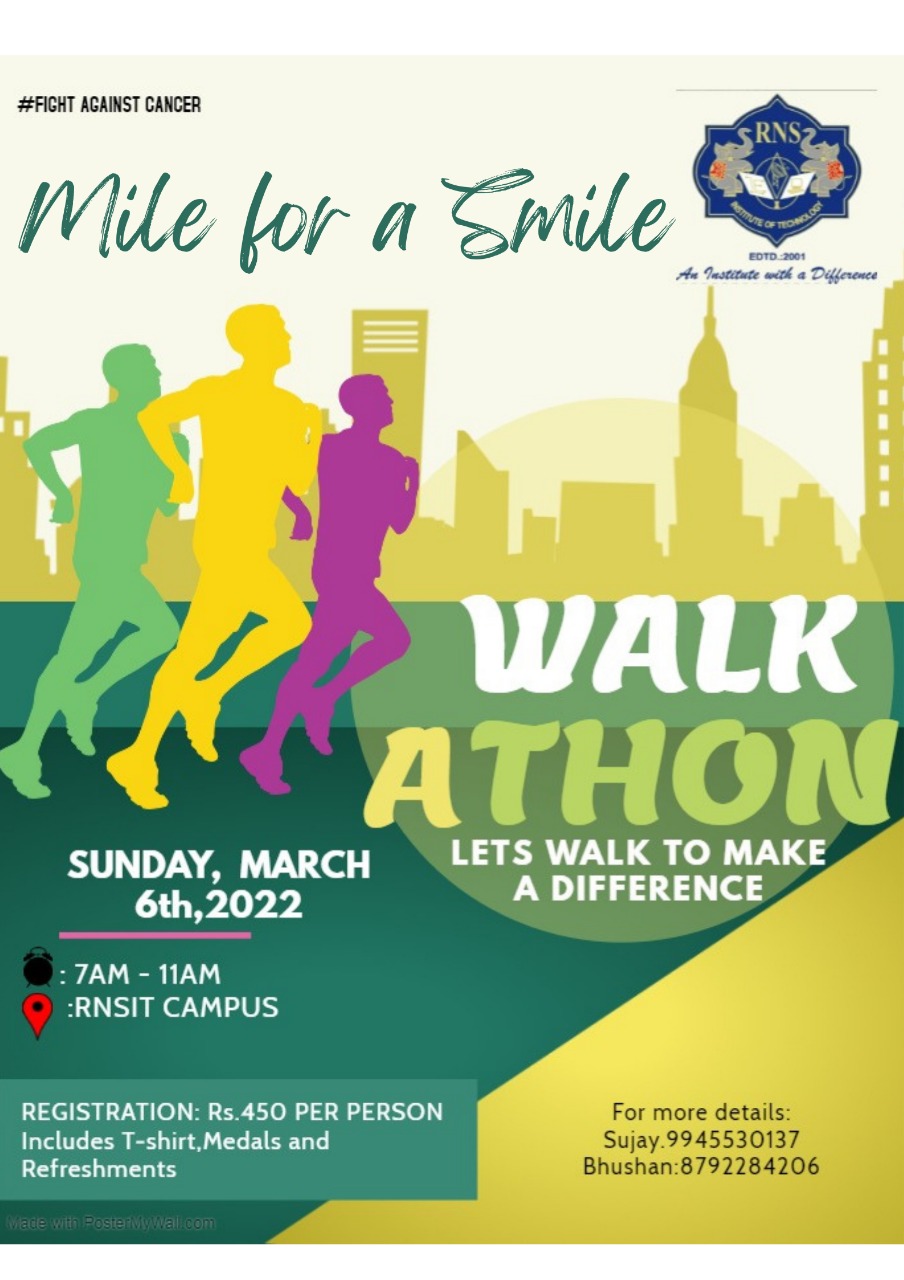 #FIGHT AGAINST CANCER
Mile for a Smile
RNS
INSTITUTE OF TECHNOLOGY
EDTD.:2001
An Institute with a Difference
WALK
ATHON
LETS WALK TO MAKE
A DIFFERENCE
SUNDAY, MARCH
6th,2022
: 7AM - 11AM
:RNSIT CAMPUS
REGISTRATION: Rs.450 PER PERSON
Includes T-shirt,Medals and
Refreshments
For more details:
Sujay.9945530137
Bhushan:8792284206
Made with PosterMyWall.com